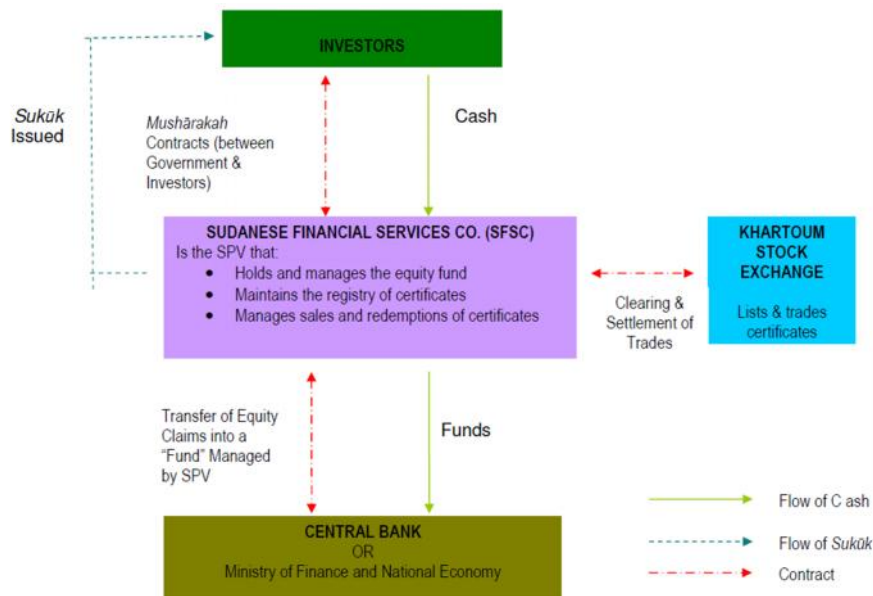 INVESTORS
Sukūk
Issued
Mushārakah
Contracts (between
Government &
Investors)
Cash
SUDANESE FINANCIAL SERVICES CO. (SFSC)
Is the SPV that:
• Holds and manages the equity fund
• Maintains the registry of certificates
• Manages sales and redemptions of certificates
KHARTOUM
STOCK
EXCHANGE
Lists & trades
certificates
Clearing &
Settlement of
Trades
Transfer of Equity
Claims into a
“Fund” Managed
by SPV
Funds
CENTRAL BANK
OR
Ministry of Finance and National Economy
Flow of C ash
Flow of Sukūk
Contract